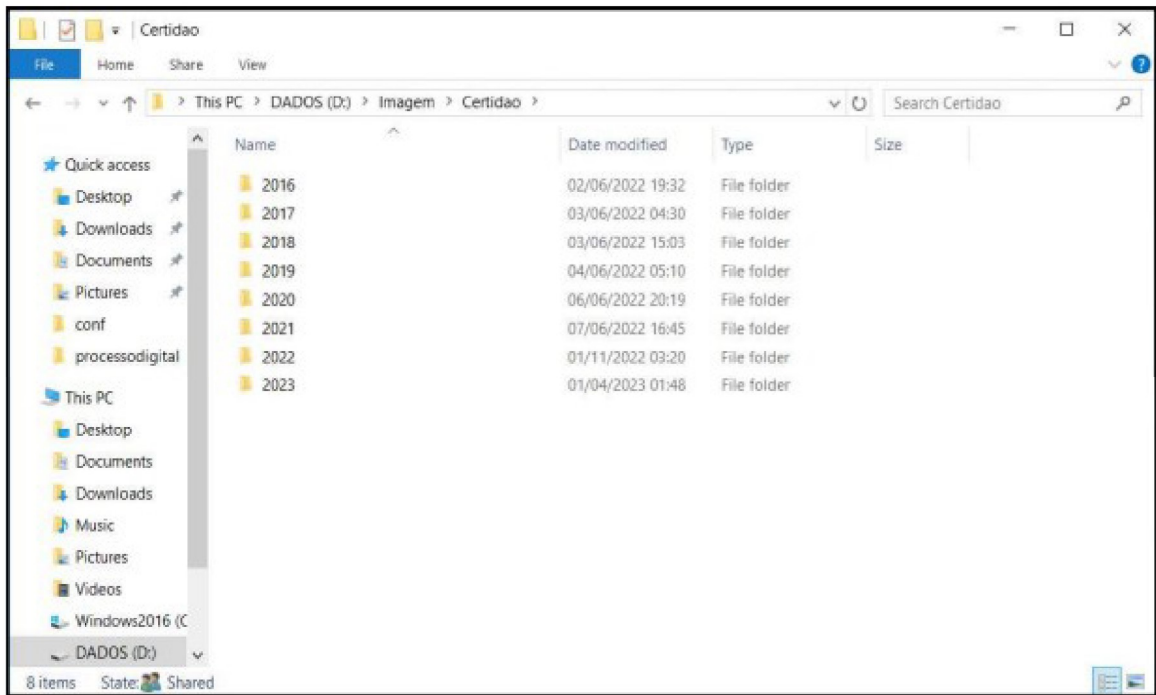 Certidao
File Home Share View
This PC > DADOS (D:) > Imagem > Certidao >
Search Certidao
Name Date modified Type Size
Quick access
Desktop
Downloads
Documents
Pictures
conf
processodigital
This PC
Desktop
Documents
Downloads
Music
Pictures
Videos
Windows2016 (C
DADOS (D:)
2016 02/06/2022 19:32 File folder
2017 03/06/2022 04:30 File folder
2018 03/06/2022 15:03 File folder
2019 04/06/2022 05:10 File folder
2020 06/06/2022 20:19 File folder
2021 07/06/2022 16:45 File folder
2022 01/11/2022 03:20 File folder
2023 01/04/2023 01:48 File folder
8 items State: Shared